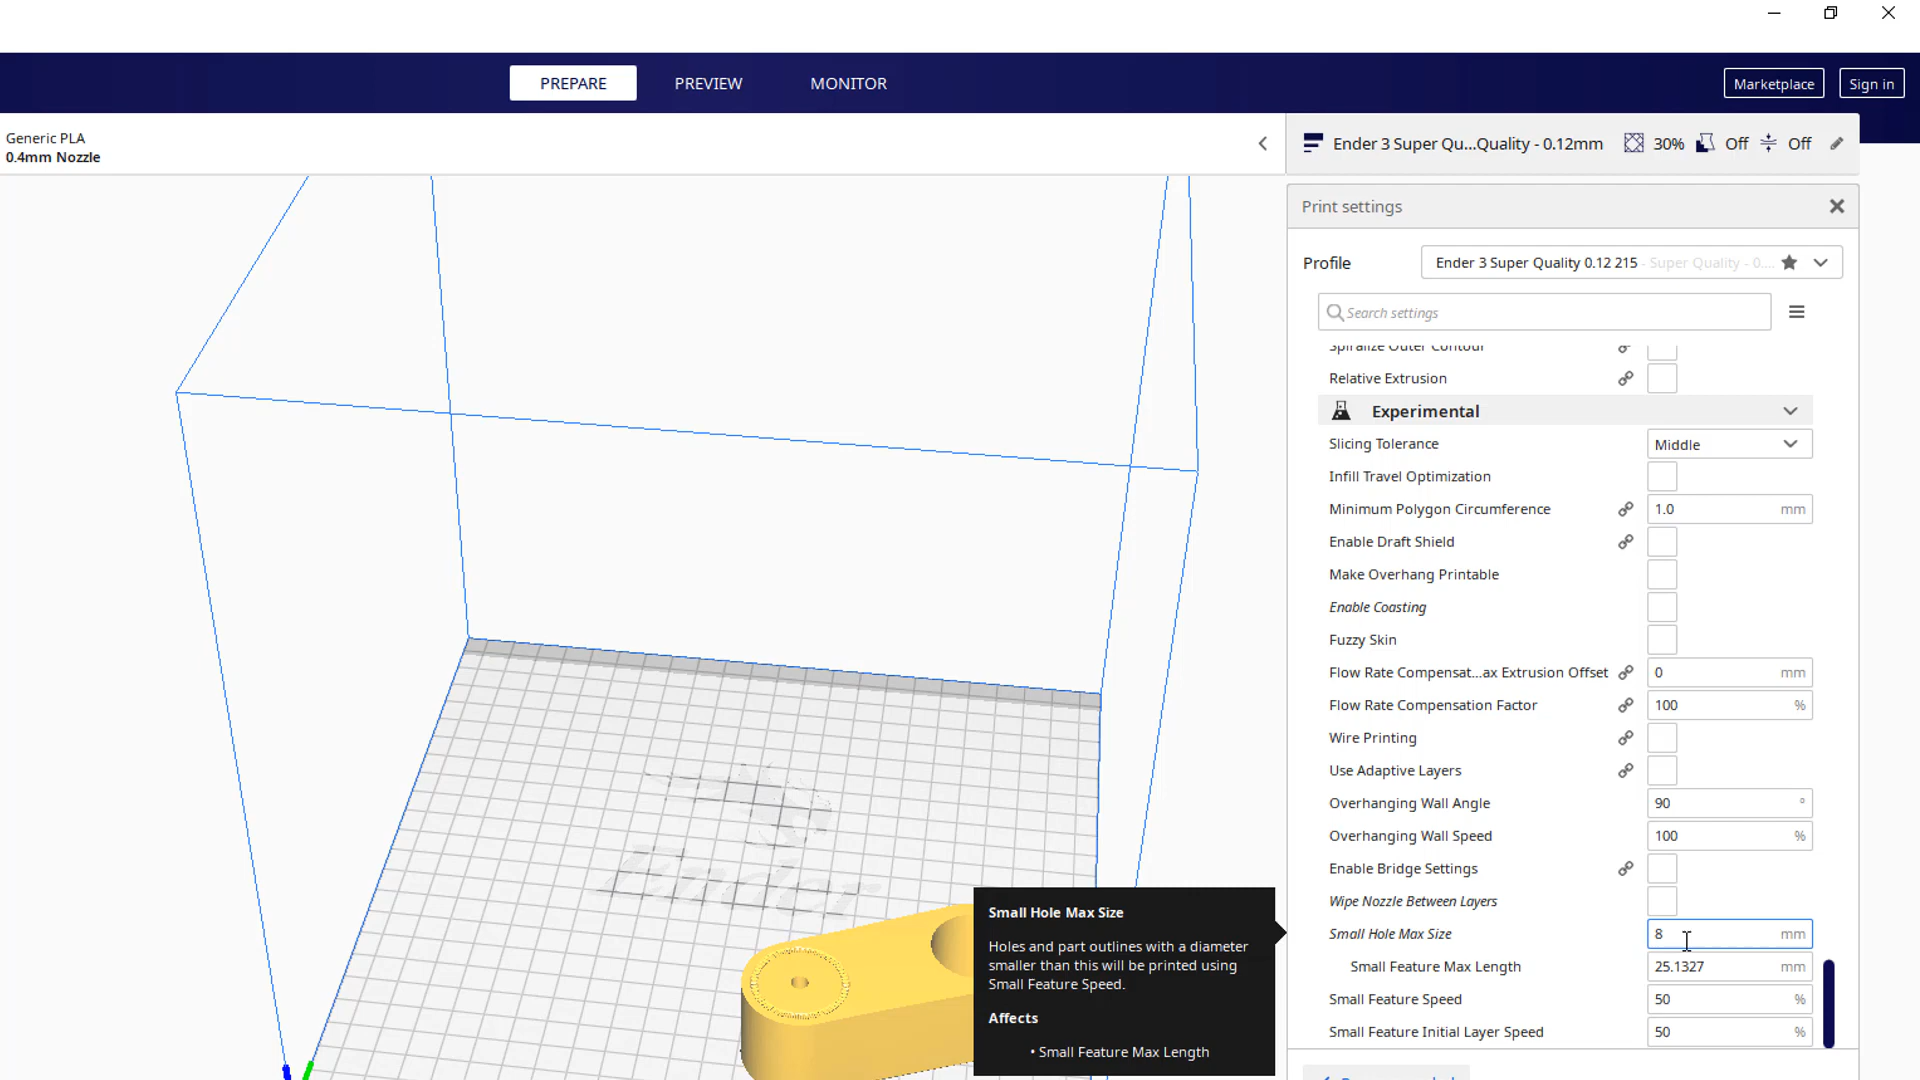 PREPARE
PREVIEW
MONITOR
Marketplace
Sign in
Generic PLA
0.4mm Nozzle
Ender 3 Super Qu...Quality - 0.12mm
30%
Off
Off
Print settings
Profile
Ender 3 Super Quality 0.12 215 - Super Quality - 0....
Search settings
Spiralize Outer Contour
Relative Extrusion
Experimental
Slicing Tolerance
Middle
Infill Travel Optimization
Minimum Polygon Circumference
1.0 mm
Enable Draft Shield
Make Overhang Printable
Enable Coasting
Fuzzy Skin
Flow Rate Compensat...ax Extrusion Offset
0 mm
Flow Rate Compensation Factor
100 %
Wire Printing
Use Adaptive Layers
Overhanging Wall Angle
90 °
Overhanging Wall Speed
100 %
Enable Bridge Settings
Wipe Nozzle Between Layers
Small Hole Max Size
8 mm
Small Feature Max Length
25.1327 mm
Small Feature Speed
50 %
Small Feature Initial Layer Speed
50 %
Small Hole Max Size
Holes and part outlines with a diameter
smaller than this will be printed using
Small Feature Speed.
Affects
• Small Feature Max Length
Ender